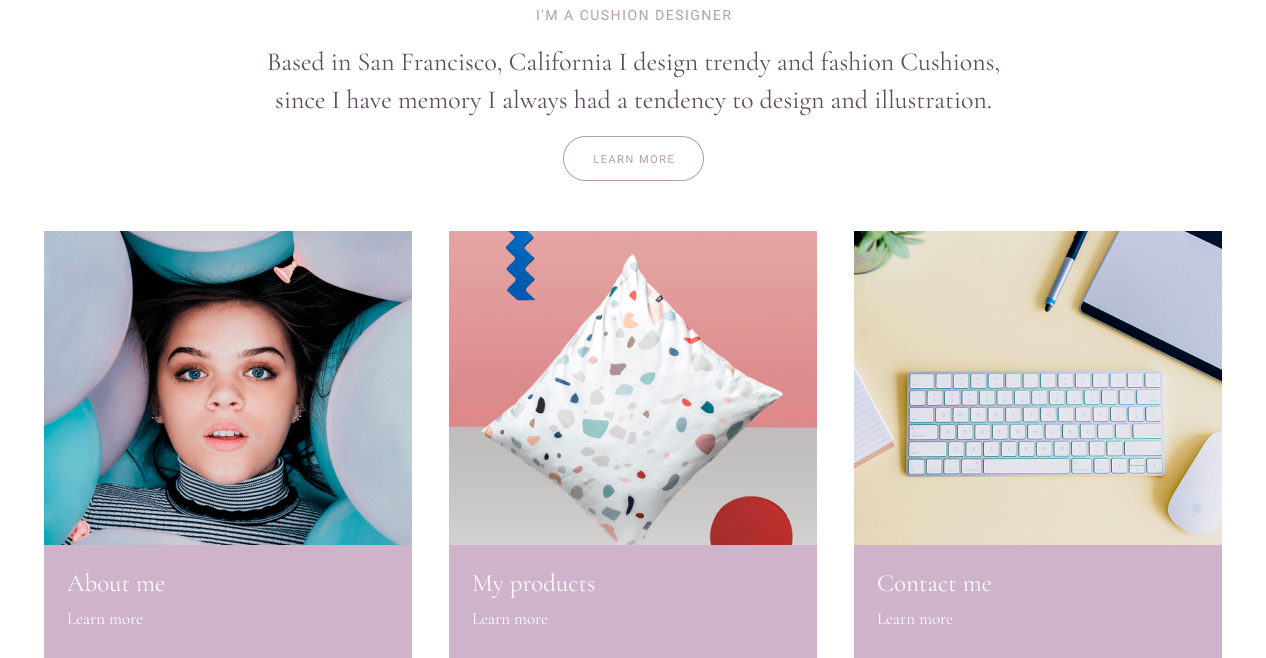 I'M A CUSHION DESIGNER
Based in San Francisco, California I design trendy and fashion Cushions,
since I have memory I always had a tendency to design and illustration.
LEARN MORE
About me
Learn more
My products
Learn more
Contact me
Learn more